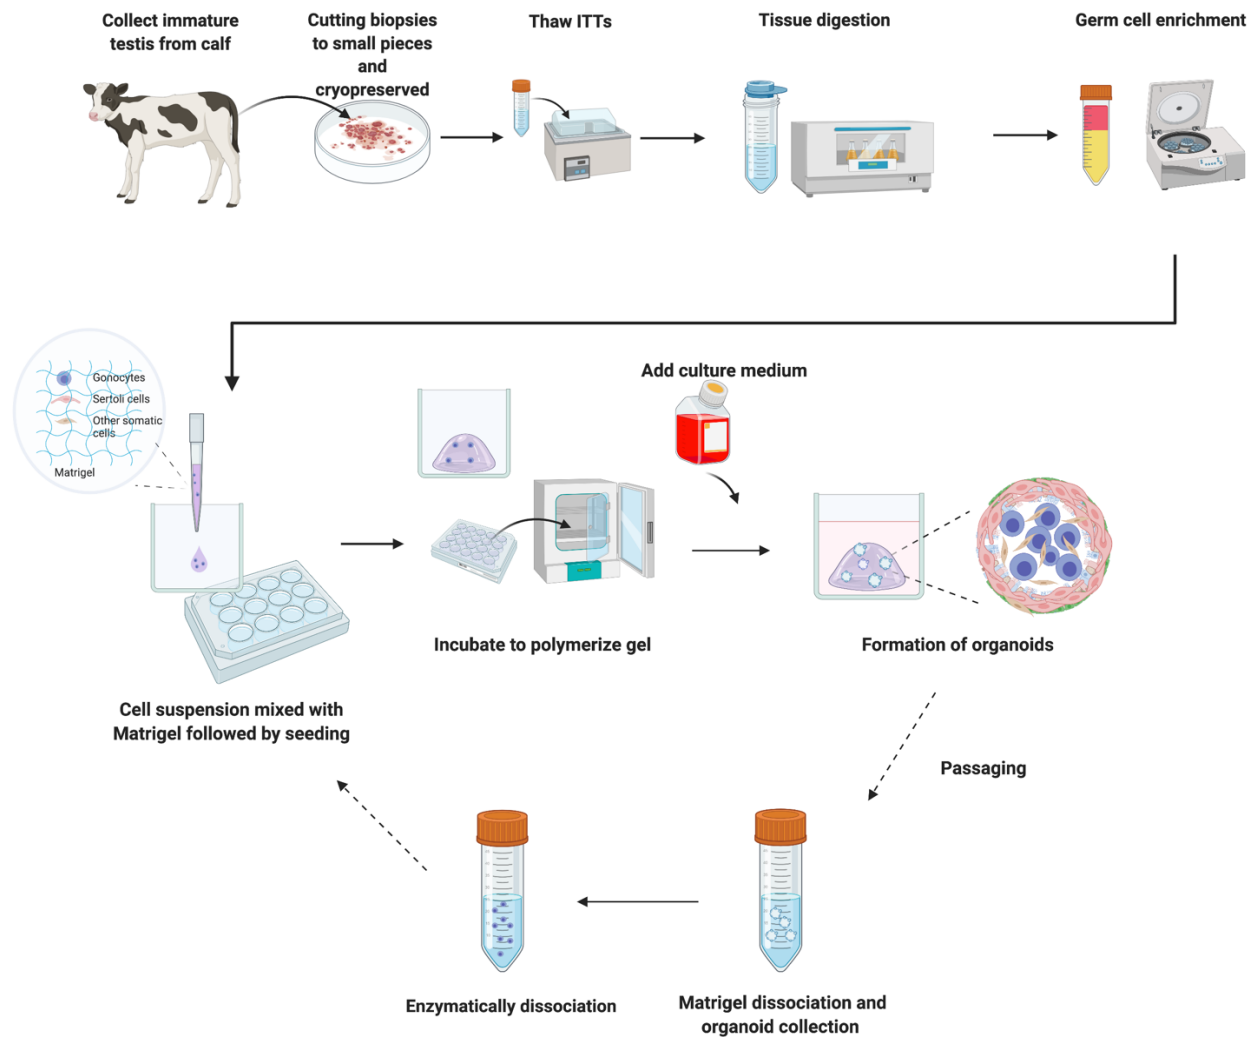 Collect immature
testis from calf
Cutting biopsies
to small pieces
and
cryopreserved
Thaw ITTs
Tissue digestion
Germ cell enrichment
Gonocytes
Sertoli cells
Other somatic
cells
Matrigel
Add culture medium
Incubate to polymerize gel
Formation of organoids
Cell suspension mixed with
Matrigel followed by seeding
Passaging
Enzymatically dissociation
Matrigel dissociation and
organoid collection